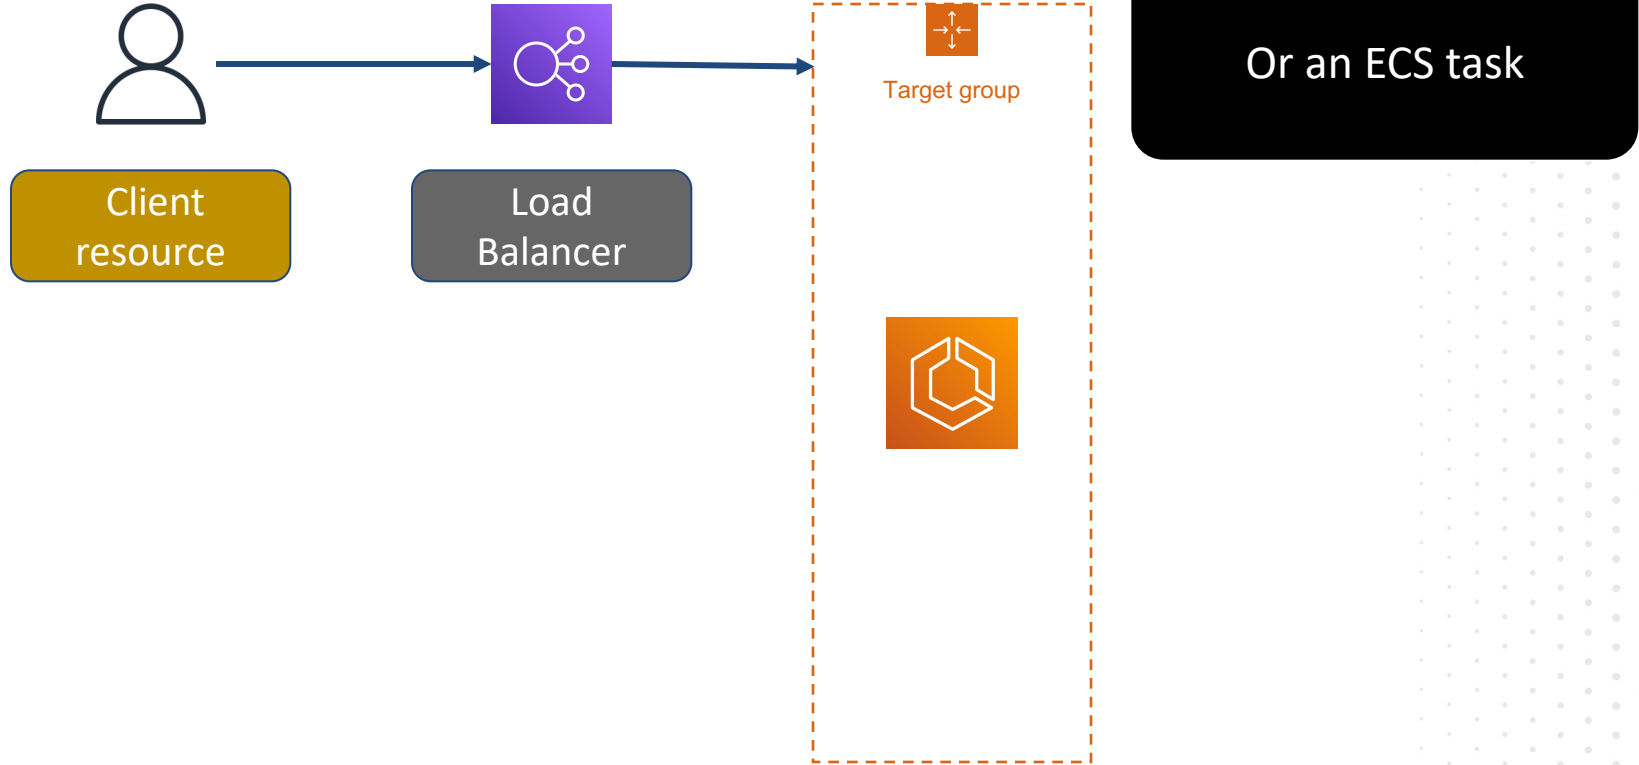 Or an ECS task
Target group
Client
resource
Load
Balancer